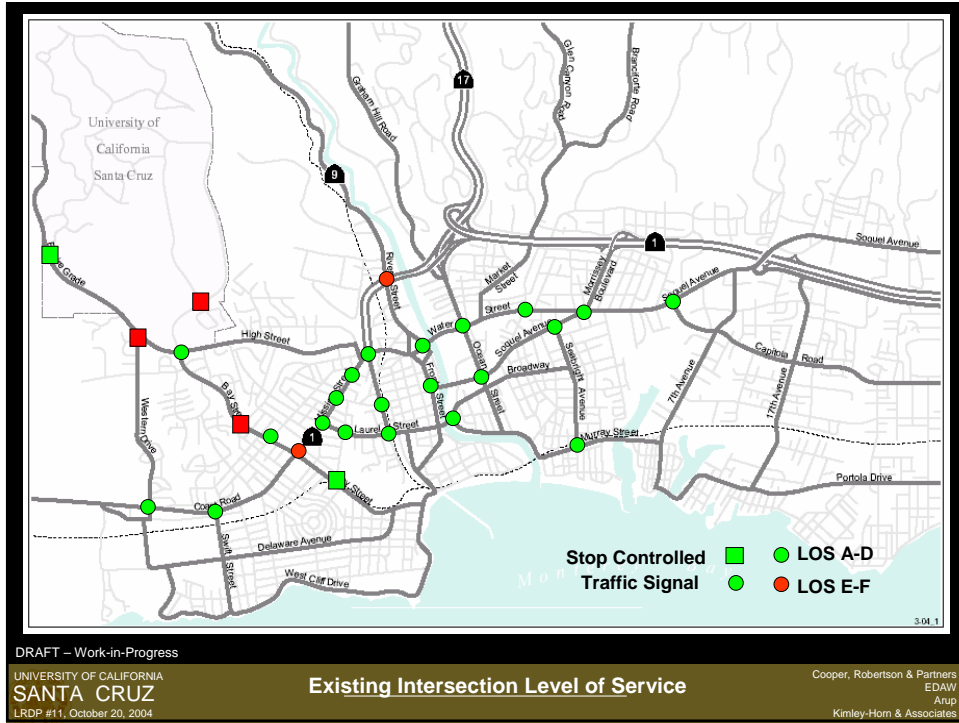 17
Glen Canyon Road
Branciforte Road
Graham Hill Road
University of
California
Santa Cruz
9
1
Soquel Avenue
Grade
River Street
Market
Street
Morrissey
Boulevard
Soquel Avenue
High Street
Water
Street
Soquel Avenue
Ocean
Street
Broadway
Seabright Avenue
Capitola Road
7th Avenue
17th Avenue
Front
Street
Bay
Western Drive
1
Laurel Street
Murray Street
Portola Drive
Street
Coast Road
Swift Street
Delaware Avenue
West Cliff Drive
Stop Controlled
LOS A-D
Traffic Signal
LOS E-F
3-04_1
DRAFT – Work-in-Progress
UNIVERSITY OF CALIFORNIA
SANTA CRUZ
LRDP #11, October 20, 2004
Existing Intersection Level of Service
Cooper, Robertson & Partners
EDAW
Arup
Kimley-Horn & Associates